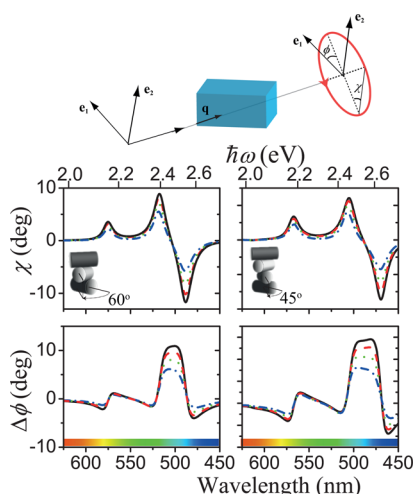 e₁
e₂
q
e₁
e₂
ϕ
χ
ħω (eV)
2.0 2.2 2.4 2.6 2.0 2.2 2.4 2.6
χ (deg)
10
0
-10
60°
45°
Δϕ (deg)
10
0
-10
600 550 500 450 600 550 500 450
Wavelength (nm)